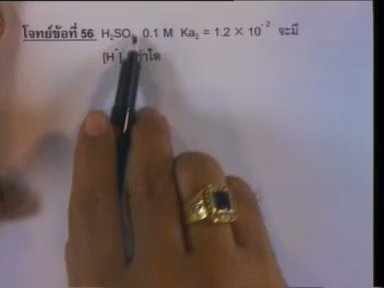 โจทย์ข้อที่ 56 H₂SO₄ 0.1 M Ka₂ = 1.2 × 10⁻² จะมี
[H⁺]